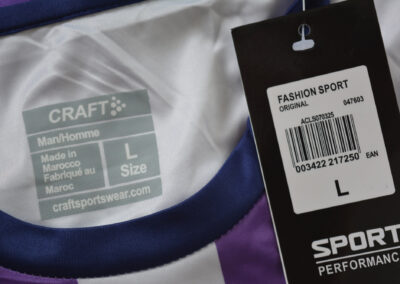 CRAFT
Man/Homme
Made in
Marocco
Fabriqué au
Maroc
L
Size
craftsportswear.com
FASHION SPORT
ORIGINAL
047603
ACLS070325
003422 217250
EAN
L
SPORT
PERFORMANC